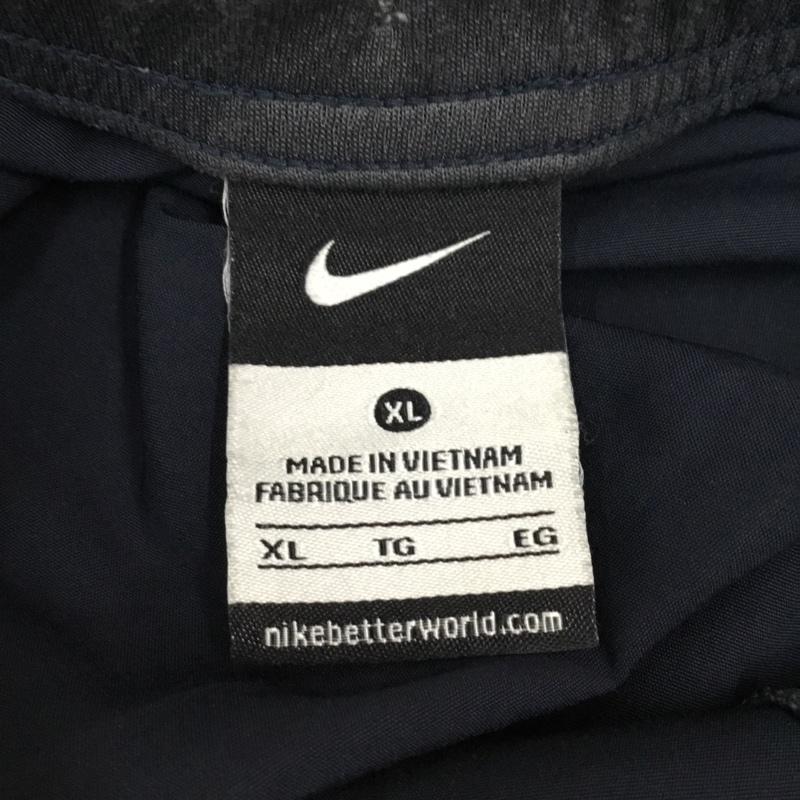 XL
MADE IN VIETNAM
FABRIQUE AU VIETNAM
XL TG EG
nikebetterworld.com